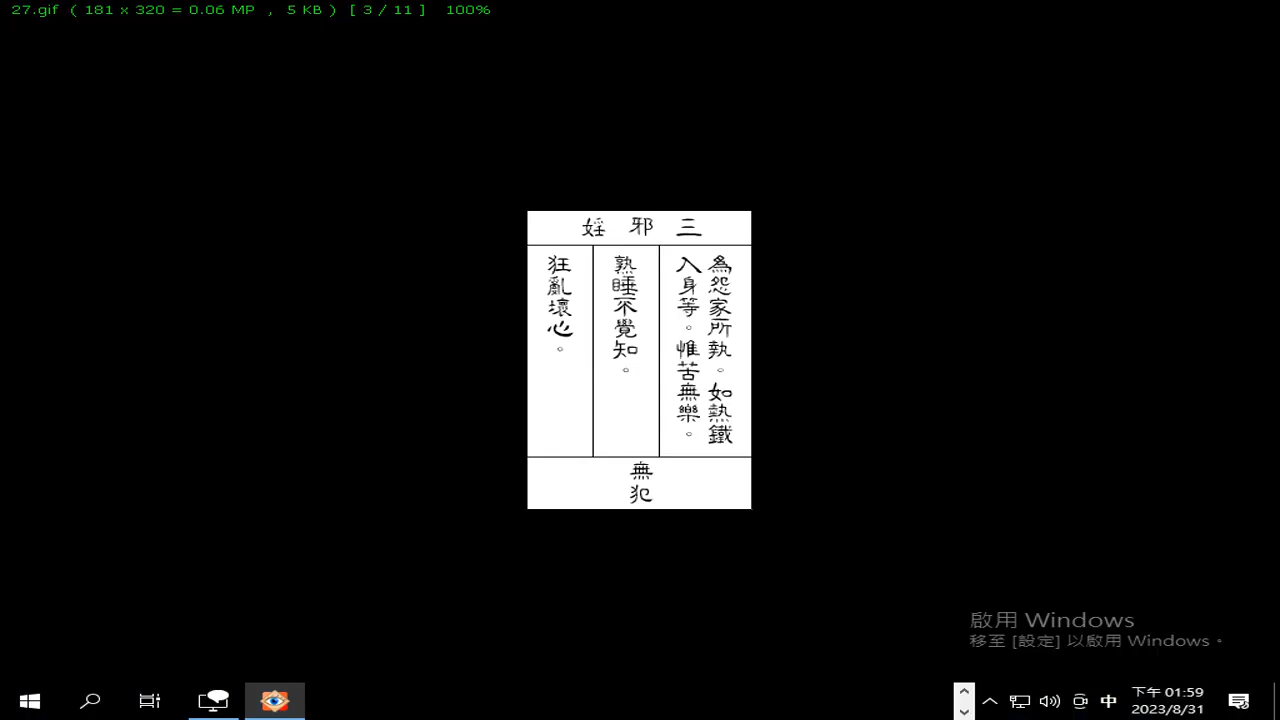 27.gif ( 181 x 320 = 0.06 MP , 5 KB ) [ 3 / 11 ] 100%
三邪婬
為怨家所執。如熱鐵
入身等。惟苦無樂。
熟睡不覺知。
狂亂壞心。
無犯
啟用 Windows
移至 [設定] 以啟用 Windows。
中
下午 01:59
2023/8/31